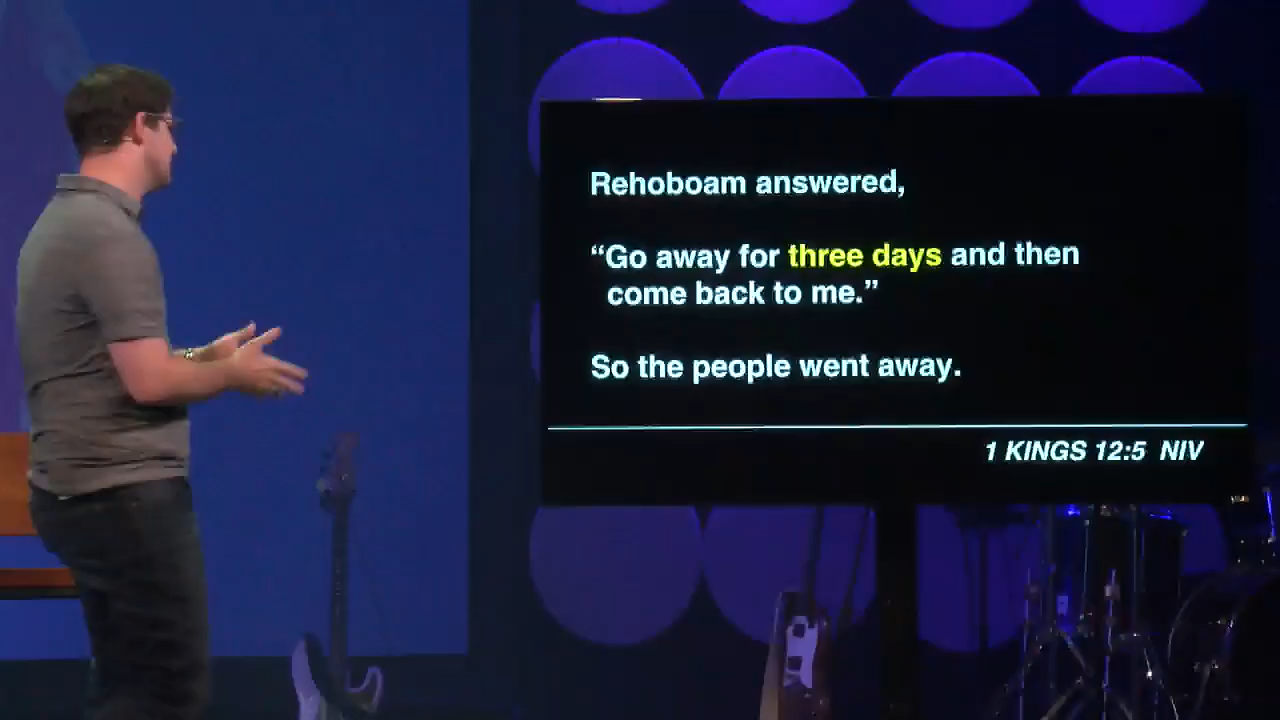 Rehoboam answered,
“Go away for three days and then
come back to me.”
So the people went away.
1 KINGS 12:5 NIV